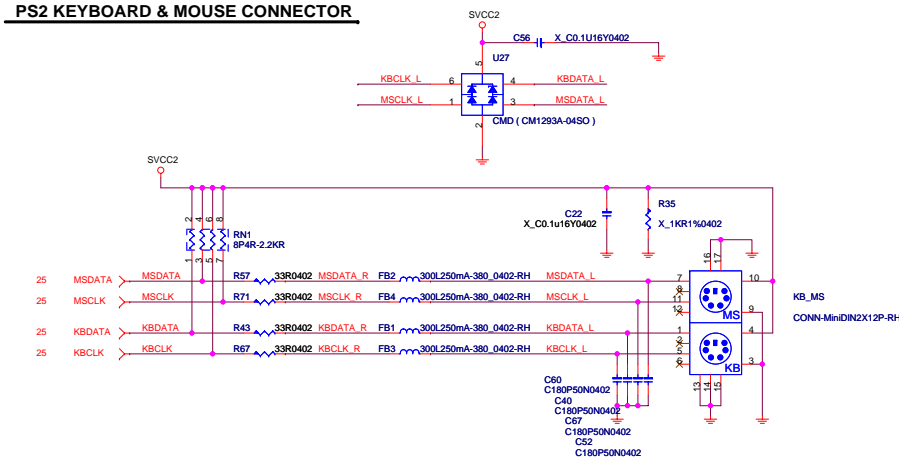 PS2 KEYBOARD & MOUSE CONNECTOR
SVCC2
C56 X_C0.1U16Y0402
U27
5
KBCLK_L 6 4 KBDATA_L
MSCLK_L 1 3 MSDATA_L
2
CMD ( CM1293A-04SO )
SVCC2
2 4 6 8
RN1
8P4R-2.2KR
1 3 5 7
C22
X_C0.1u16Y0402
R35
X_1KR1%0402
16 17
25 MSDATA MSDATA R57 33R0402 MSDATA_R FB2 300L250mA-380_0402-RH MSDATA_L 7 10
8
25 MSCLK MSCLK R71 33R0402 MSCLK_R FB4 300L250mA-380_0402-RH MSCLK_L 11
12 MS 9
KB_MS
CONN-MiniDIN2X12P-RH
25 KBDATA KBDATA R43 33R0402 KBDATA_R FB1 300L250mA-380_0402-RH KBDATA_L 1 4
2
25 KBCLK KBCLK R67 33R0402 KBCLK_R FB3 300L250mA-380_0402-RH KBCLK_L 5
6 KB 3
13 14 15
C60
C180P50N0402
C40
C180P50N0402
C67
C180P50N0402
C52
C180P50N0402